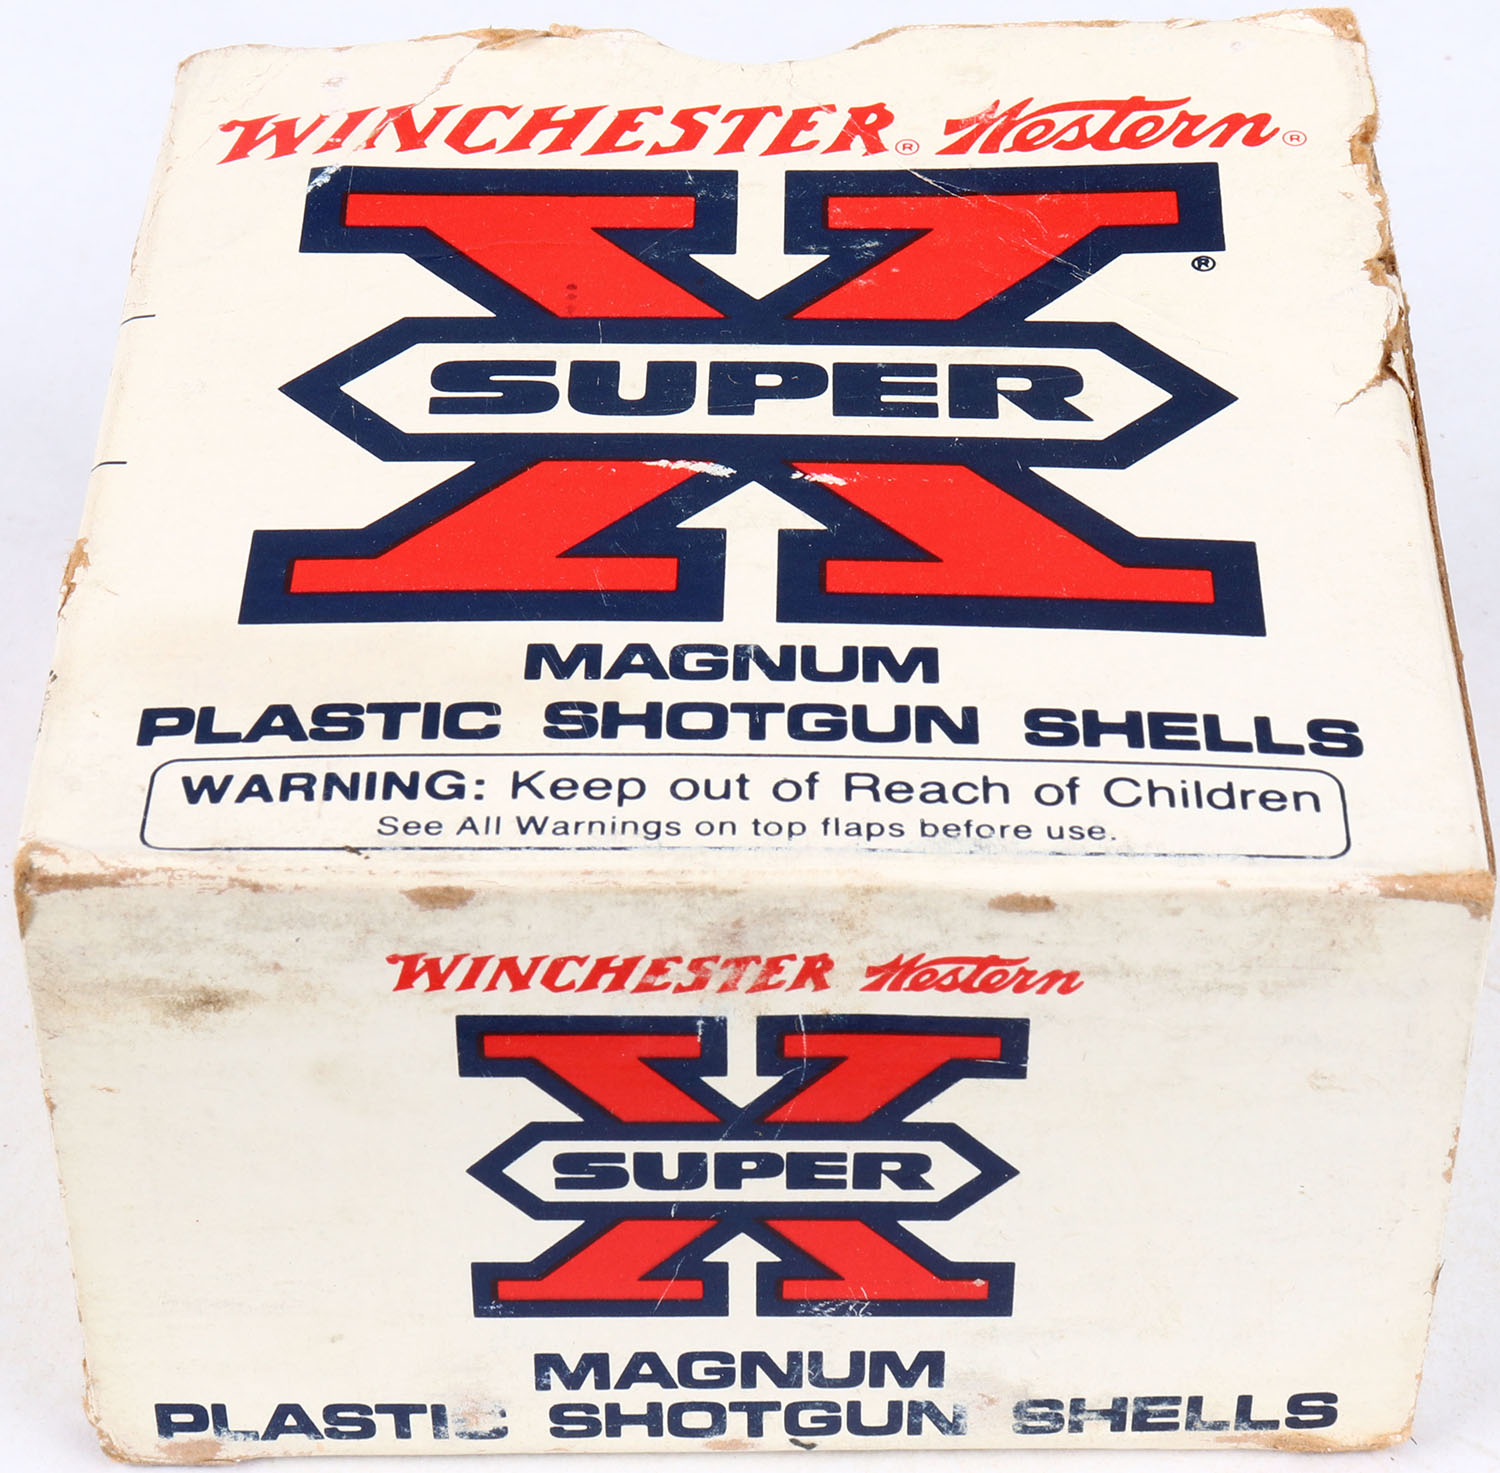 WINCHESTER® Western®
X®
SUPER
MAGNUM
PLASTIC SHOTGUN SHELLS
WARNING: Keep out of Reach of Children
See All Warnings on top flaps before use.
WINCHESTER Western
X
SUPER
MAGNUM
PLASTIC SHOTGUN SHELLS